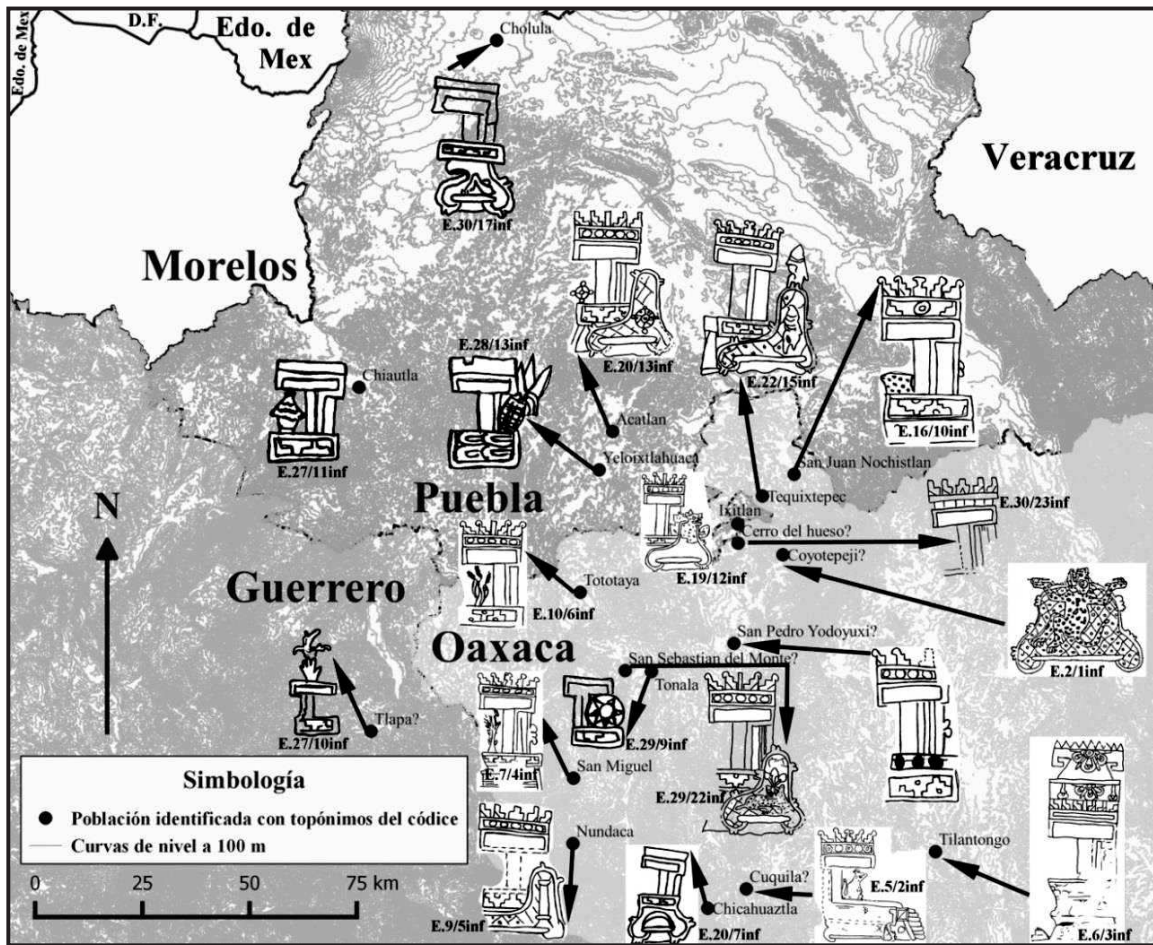 D.F.
Edo. de Mex
Edo. de
Mex
Cholula
Veracruz
E.30/17inf
Morelos
E.28/13inf
E.20/13inf
E.22/15inf
Chiautla
E.16/10inf
Acatlan
E.27/11inf
Yeloixtlahuaca
San Juan Nochistlan
N
Puebla
Tequixtepec
E.30/23inf
Ixitlan
Cerro del hueso?
Coyotepeji?
E.19/12inf
Guerrero
Tototaya
E.10/6inf
San Pedro Yodoyuxi?
E.2/1inf
Oaxaca
San Sebastian del Monte?
Tonala
Tlapa?
E.27/10inf
E.29/9inf
E.7/4inf
San Miguel
Simbología
E.29/22inf
Población identificada con topónimos del códice
Curvas de nivel a 100 m
Nundaca
Tilantongo
0 25 50 75 km
Cuquila?
E.5/2inf
Chicahuaztla
E.9/5inf
E.20/7inf
E.6/3inf